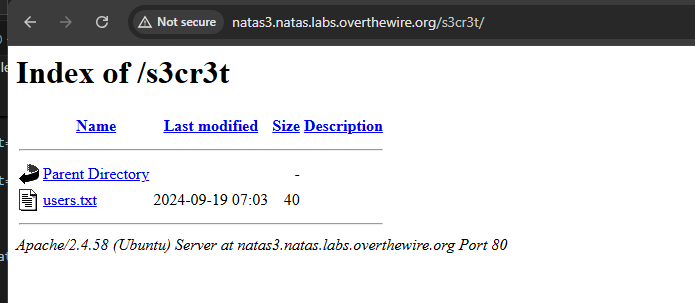 Not secure natas3.natas.labs.overthewire.org/s3cr3t/
Index of /s3cr3t
Name Last modified Size Description
Parent Directory -
users.txt 2024-09-19 07:03 40
Apache/2.4.58 (Ubuntu) Server at natas3.natas.labs.overthewire.org Port 80